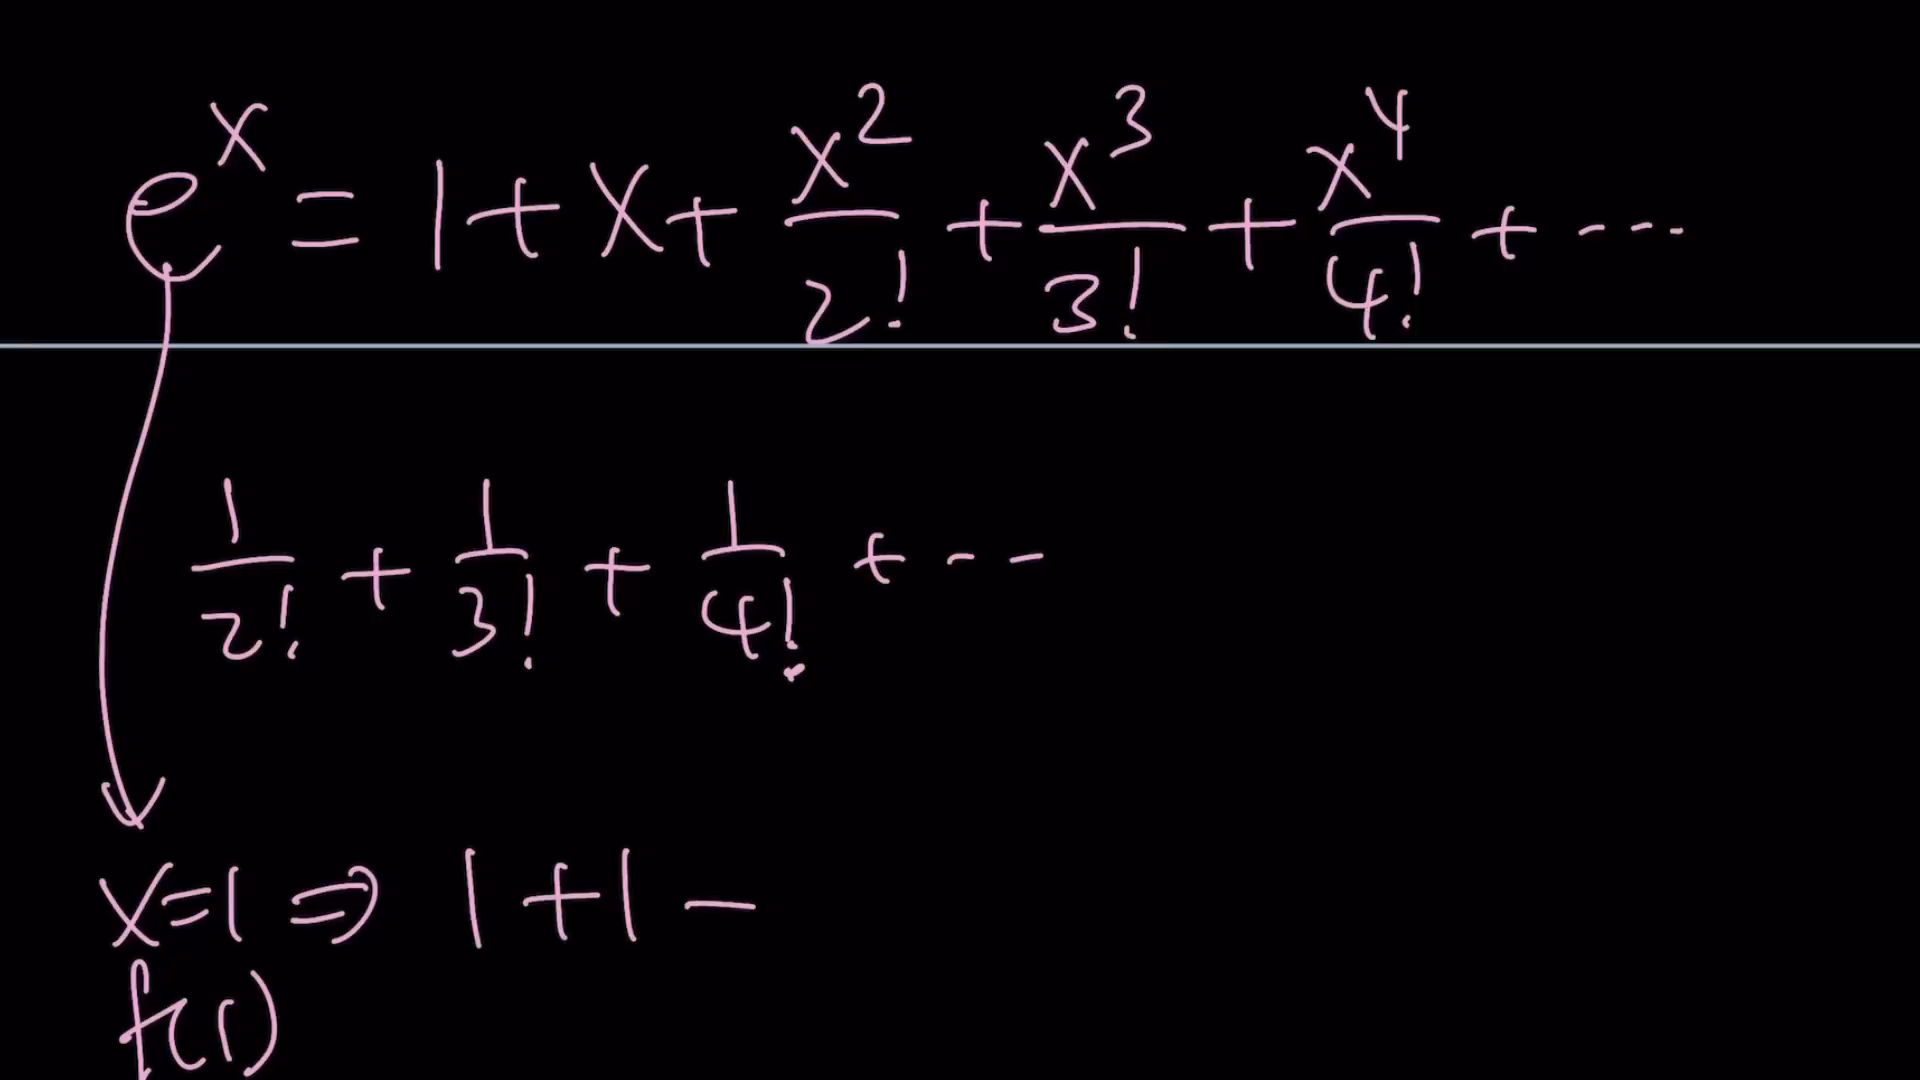 e^x = 1 + x + x^2/2! + x^3/3! + x^4/4! + ---
1/2! + 1/3! + 1/4! + --
x=1 ⇒ 1+1 −
f(1)